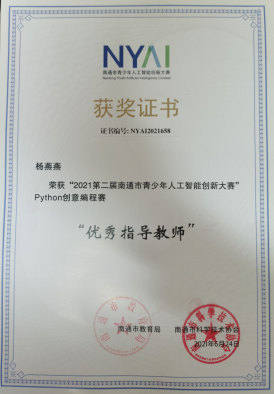 NYAI
南通市青少年人工智能创新大赛
Nantong Youth Artificial Intelligence Contest
获奖证书
证书编号: NYAI2021658
杨燕燕
荣获“2021第二届南通市青少年人工智能创新大赛”
Python创意编程赛
“优秀指导教师”
南通市教育局 南通市科学技术协会
2021年5月24日